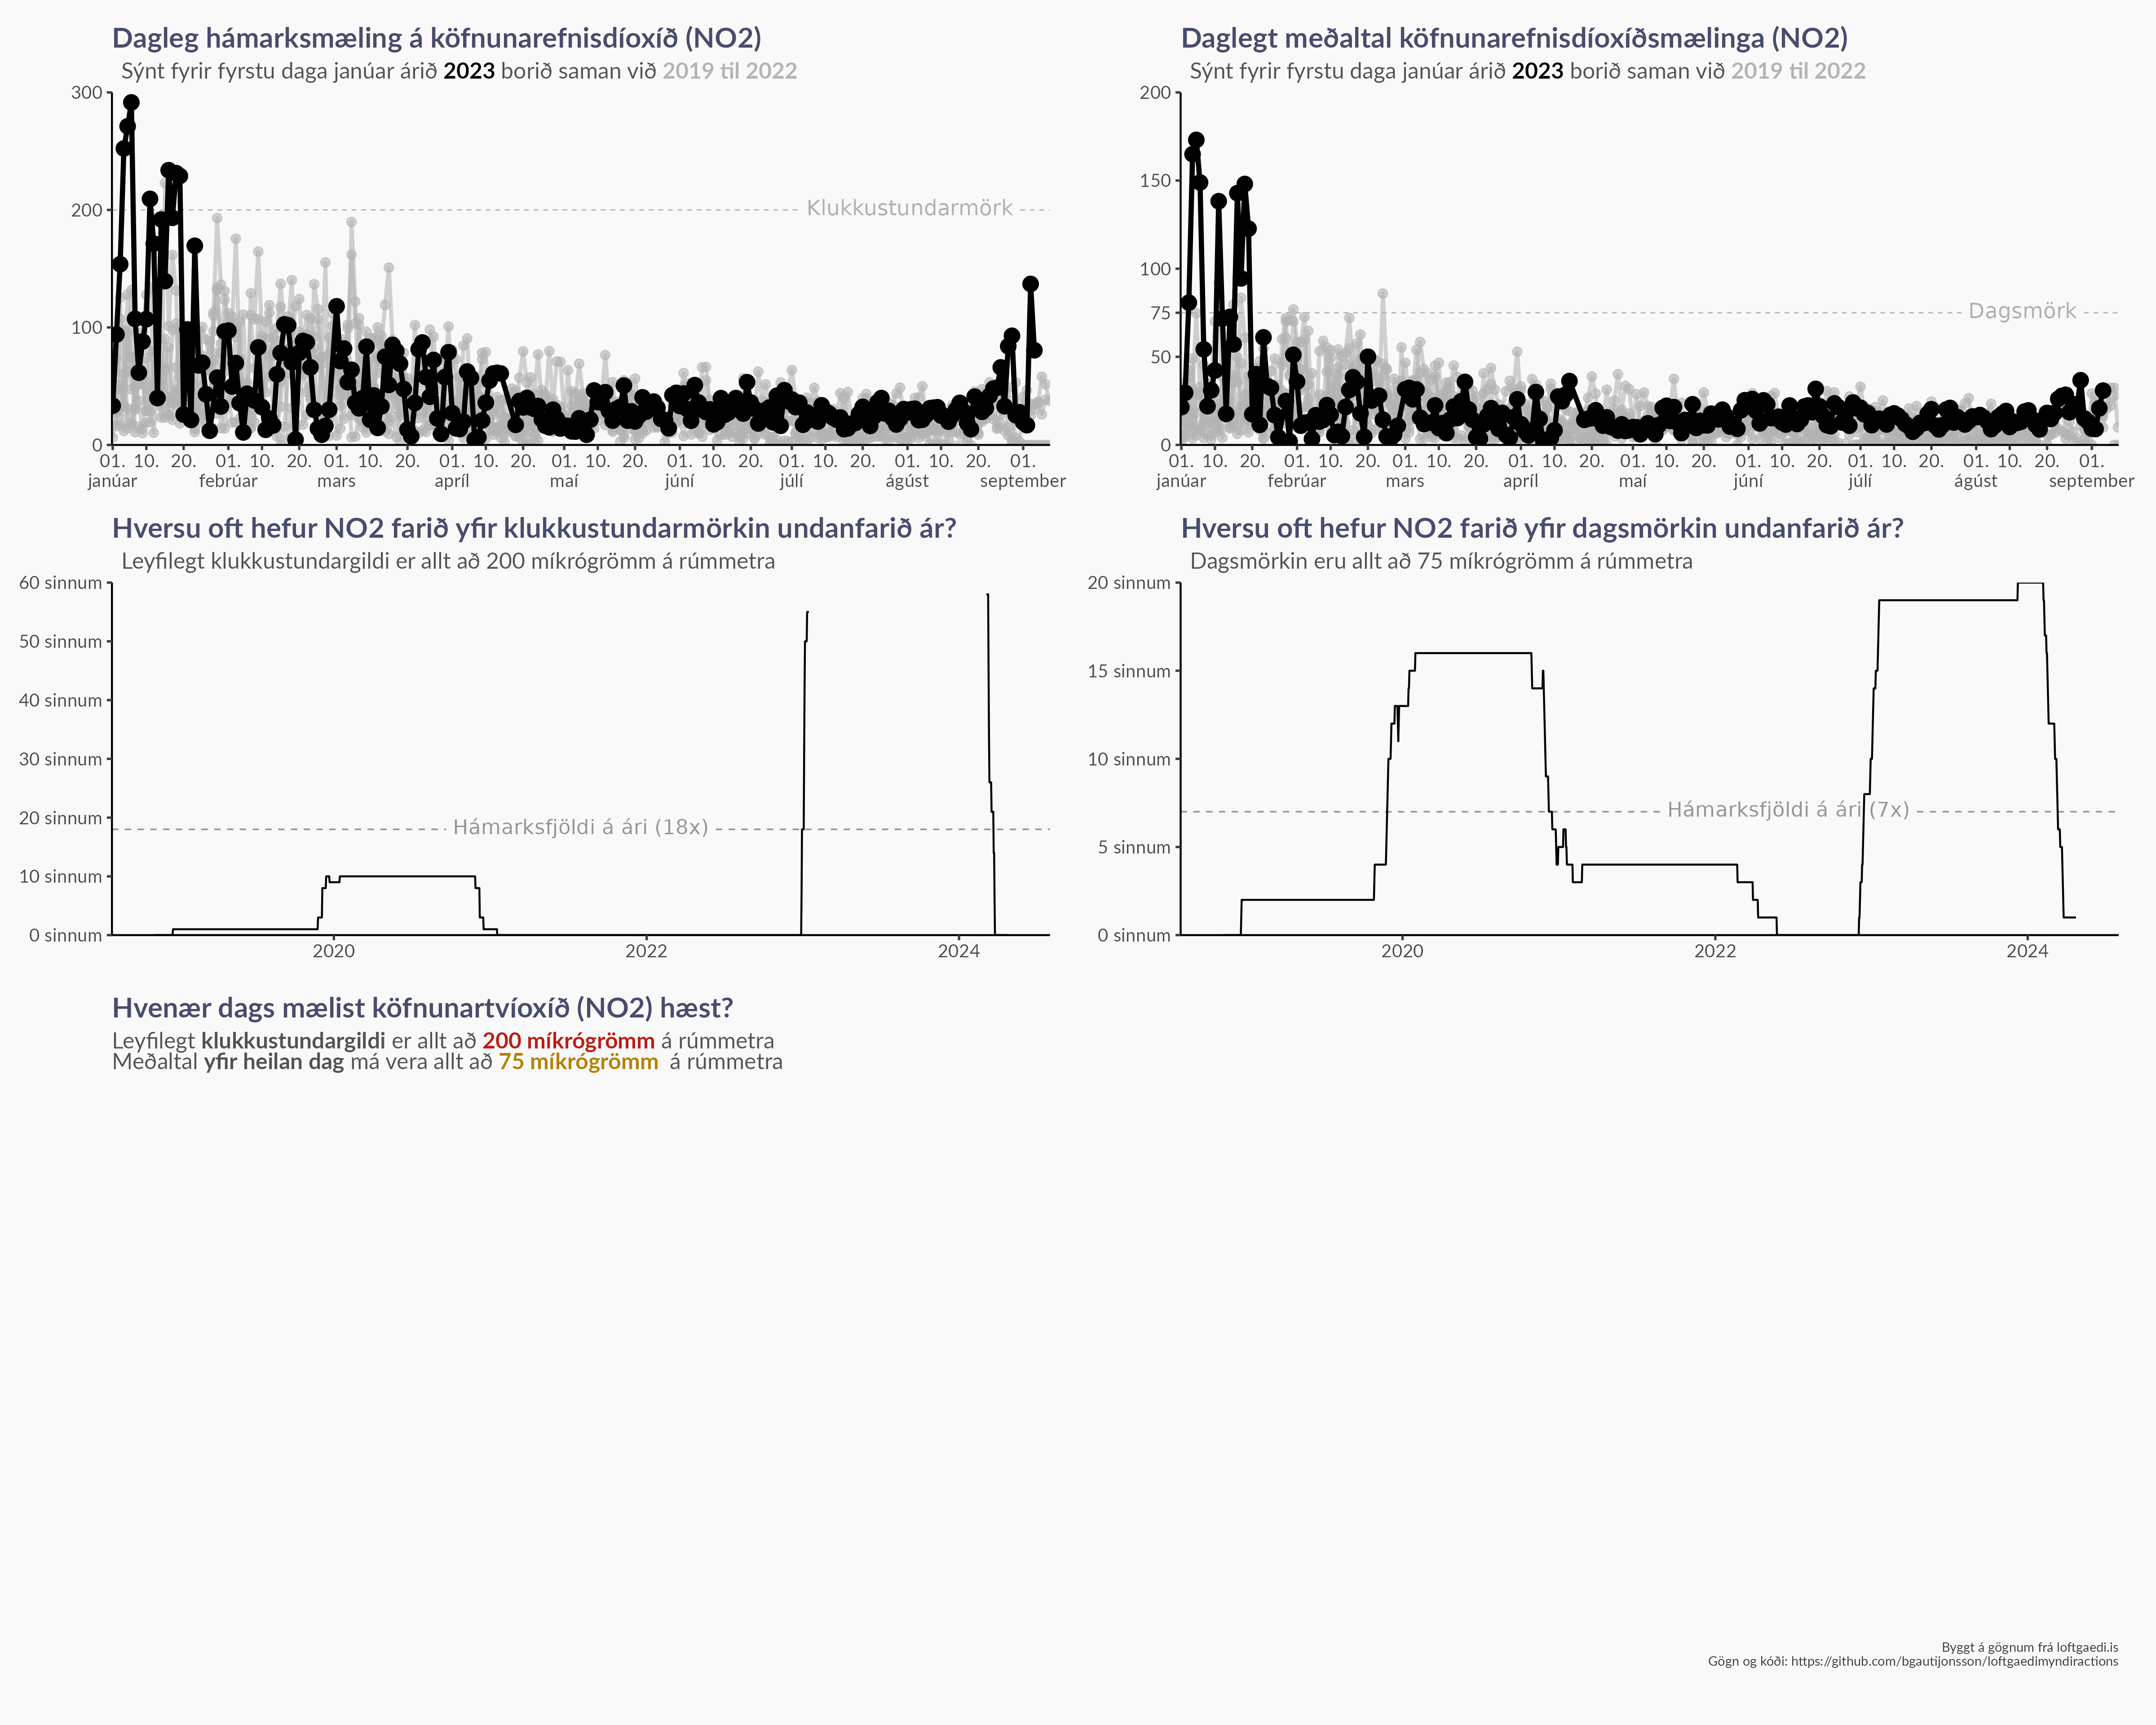 Dagleg hámarksmæling á köfnunarefnisdíoxíð (NO2)
Sýnt fyrir fyrstu daga janúar árið 2023 borið saman við 2019 til 2022
300
200
100
0
Klukkustundarmörk
01. 10. 20. 01. 10. 20. 01. 10. 20. 01. 10. 20. 01. 10. 20. 01. 10. 20. 01. 10. 20. 01. 10. 20. 01.
janúar febrúar mars apríl maí júní júlí ágúst september
Daglegt meðaltal köfnunarefnisdíoxíðsmælinga (NO2)
Sýnt fyrir fyrstu daga janúar árið 2023 borið saman við 2019 til 2022
200
150
100
75
50
0
Dagsmörk
01. 10. 20. 01. 10. 20. 01. 10. 20. 01. 10. 20. 01. 10. 20. 01. 10. 20. 01. 10. 20. 01. 10. 20. 01.
janúar febrúar mars apríl maí júní júlí ágúst september
Hversu oft hefur NO2 farið yfir klukkustundarmörkin undanfarið ár?
Leyfilegt klukkustundargildi er allt að 200 míkrógrömm á rúmmetra
60 sinnum
50 sinnum
40 sinnum
30 sinnum
20 sinnum
10 sinnum
0 sinnum
Hámarksfjöldi á ári (18x)
2020 2022 2024
Hversu oft hefur NO2 farið yfir dagsmörkin undanfarið ár?
Dagsmörkin eru allt að 75 míkrógrömm á rúmmetra
20 sinnum
15 sinnum
10 sinnum
5 sinnum
0 sinnum
Hámarksfjöldi á ári (7x)
2020 2022 2024
Hvenær dags mælist köfnunartvíoxíð (NO2) hæst?
Leyfilegt klukkustundargildi er allt að 200 míkrógrömm á rúmmetra
Meðaltal yfir heilan dag má vera allt að 75 míkrógrömm á rúmmetra
Byggt á gögnum frá loftgaedi.is
Gögn og kóði: https://github.com/bgautijonsson/loftgaedimyndiractions